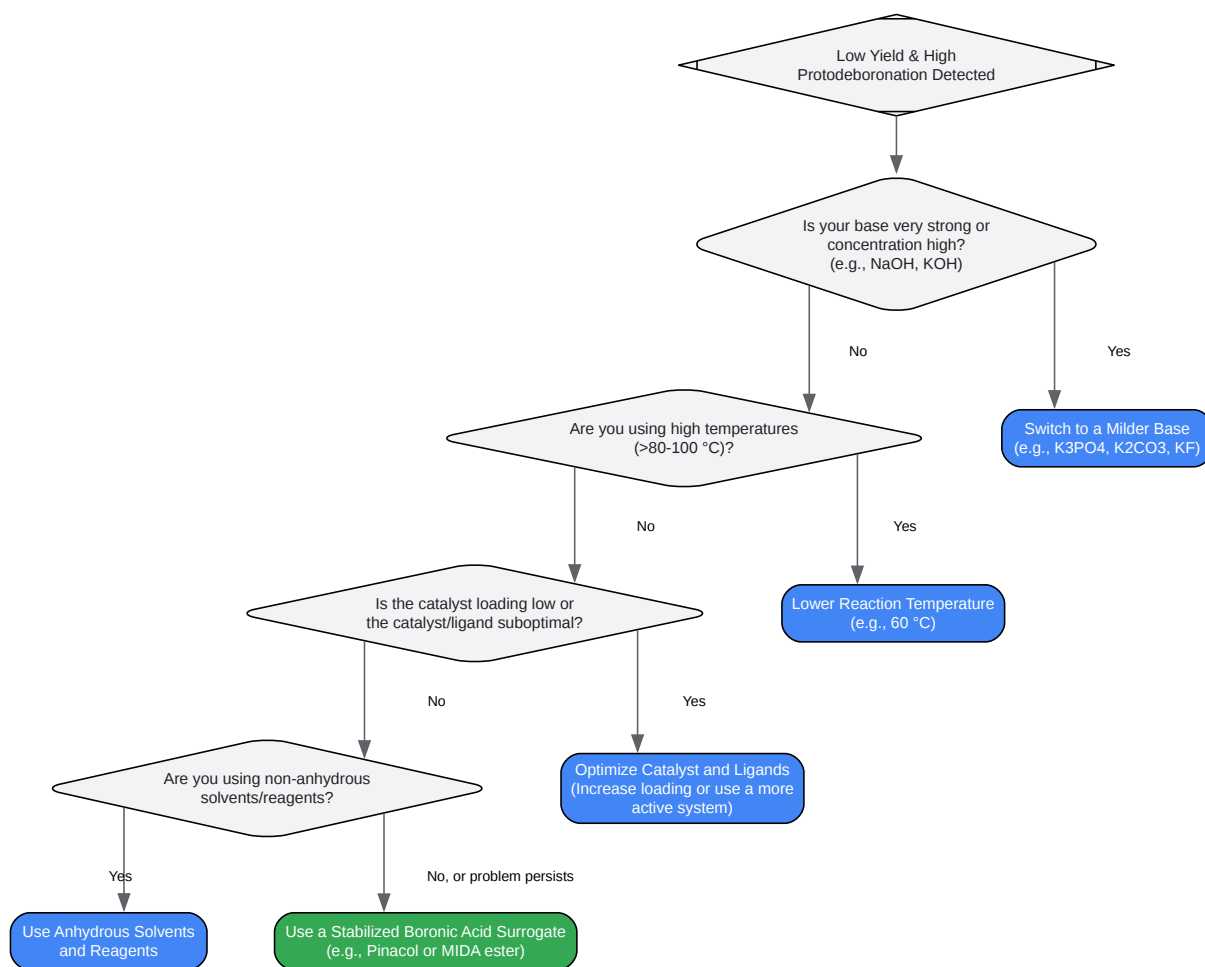 Low Yield & High
Protodeboronation Detected
Is your base very strong or
concentration high?
(e.g., NaOH, KOH)
No
Yes
Are you using high temperatures
(>80-100 °C)?
Switch to a Milder Base
(e.g., K3PO4, K2CO3, KF)
No
Yes
Is the catalyst loading low or
the catalyst/ligand suboptimal?
Lower Reaction Temperature
(e.g., 60 °C)
No
Yes
Are you using non-anhydrous
solvents/reagents?
Optimize Catalyst and Ligands
(Increase loading or use a more
active system)
Yes
No, or problem persists
Use Anhydrous Solvents
and Reagents
Use a Stabilized Boronic Acid Surrogate
(e.g., Pinacol or MIDA ester)